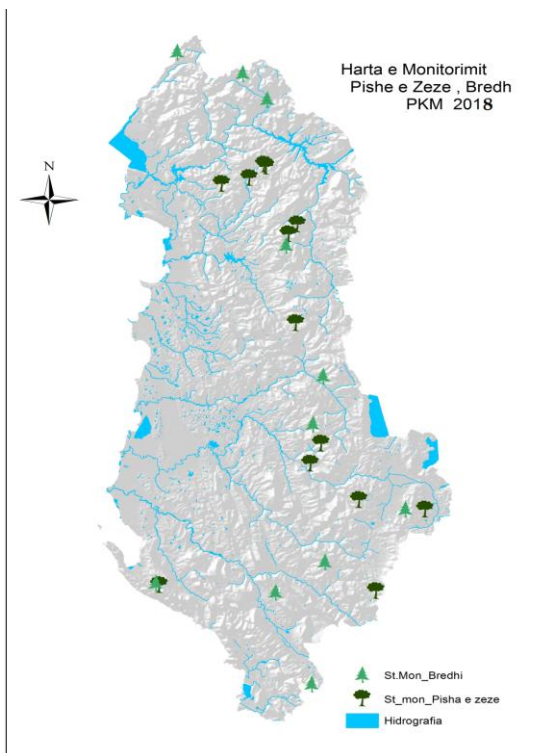 Harta e Monitorimit
Pishe e Zeze , Bredh
PKM 2018
N
St.Mon_Bredhi
St_mon_Pisha e zeze
Hidrografia